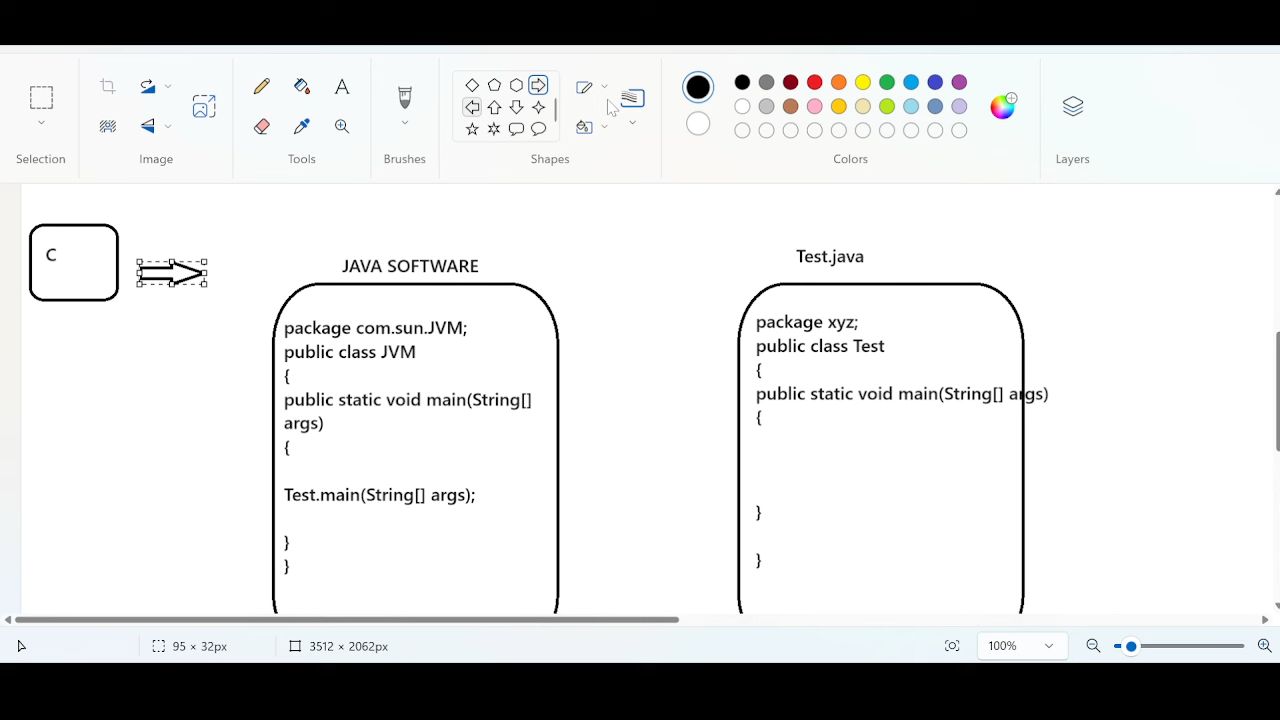 Selection
Image
Tools
Brushes
Shapes
Colors
Layers
C
JAVA SOFTWARE
package com.sun.JVM;
public class JVM
{
public static void main(String[]
args)
{
Test.main(String[] args);
}
}
Test.java
package xyz;
public class Test
{
public static void main(String[] args)
{
}
}
95 × 32px
3512 × 2062px
100%